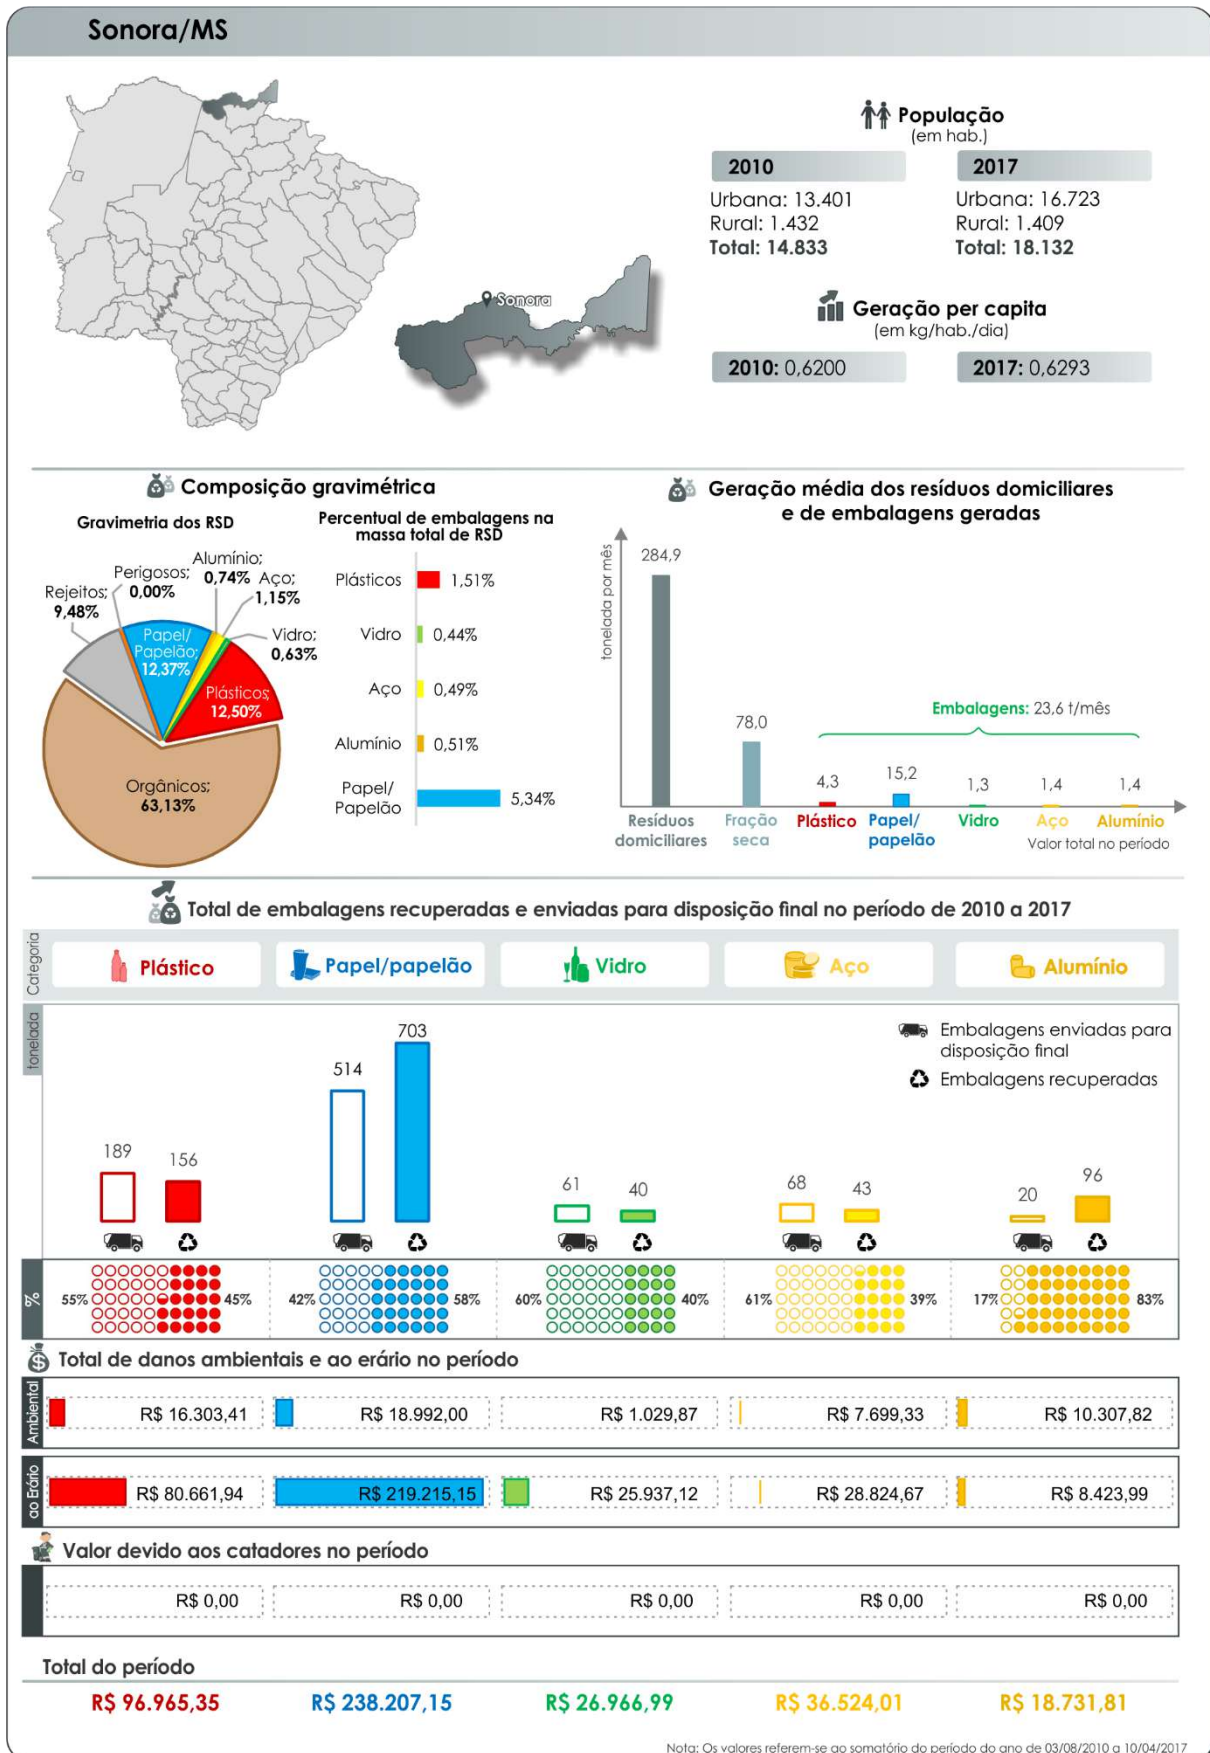 Sonora/MS
População
(em hab.)
2010
2017
Urbana: 13.401
Rural: 1.432
Total: 14.833
Urbana: 16.723
Rural: 1.409
Total: 18.132
Sonora
Geração per capita
(em kg/hab./dia)
2010: 0,6200
2017: 0,6293
Composição gravimétrica
Gravimetria dos RSD
Rejeitos;
9,48%
Perigosos;
0,00%
Alumínio;
0,74%
Aço;
1,15%
Vidro;
0,63%
Papel/
Papelão;
12,37%
Plásticos;
12,50%
Orgânicos;
63,13%
Percentual de embalagens na
massa total de RSD
Plásticos 1,51%
Vidro 0,44%
Aço 0,49%
Alumínio 0,51%
Papel/
Papelão 5,34%
Geração média dos resíduos domiciliares
e de embalagens geradas
tonelada por mês
284,9
78,0
Embalagens: 23,6 t/mês
4,3
15,2
1,3
1,4
1,4
Resíduos
domiciliares
Fração
seca
Plástico
Papel/
papelão
Vidro
Aço
Alumínio
Valor total no período
Total de embalagens recuperadas e enviadas para disposição final no período de 2010 a 2017
Categoria
Plástico
Papel/papelão
Vidro
Aço
Alumínio
tonelada
189
156
514
703
61
40
68
43
20
96
Embalagens enviadas para
disposição final
Embalagens recuperadas
%
55% 45%
42% 58%
60% 40%
61% 39%
17% 83%
Total de danos ambientais e ao erário no período
Ambiental
R$ 16.303,41
R$ 18.992,00
R$ 1.029,87
R$ 7.699,33
R$ 10.307,82
ao Erário
R$ 80.661,94
R$ 219.215,15
R$ 25.937,12
R$ 28.824,67
R$ 8.423,99
Valor devido aos catadores no período
R$ 0,00
R$ 0,00
R$ 0,00
R$ 0,00
R$ 0,00
Total do período
R$ 96.965,35
R$ 238.207,15
R$ 26.966,99
R$ 36.524,01
R$ 18.731,81
Nota: Os valores referem-se ao somatório do período do ano de 03/08/2010 a 10/04/2017